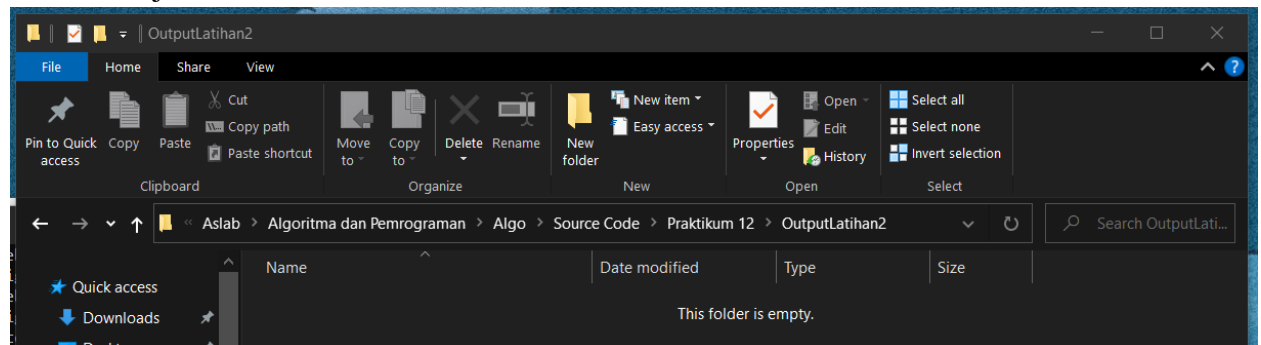 OutputLatihan2
File Home Share View
Pin to Quick access
Copy
Paste
Cut
Copy path
Paste shortcut
Clipboard
Move to
Copy to
Delete
Rename
Organize
New folder
New item
Easy access
New
Properties
Open
Edit
History
Open
Select all
Select none
Invert selection
Select
« Aslab > Algoritma dan Pemrograman > Algo > Source Code > Praktikum 12 > OutputLatihan2
Search OutputLati...
Name Date modified Type Size
Quick access
Downloads
This folder is empty.